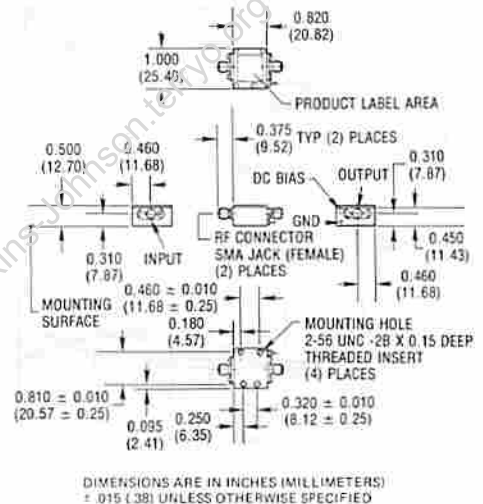 0.820
(20.82)
1.000
(25.40)
PRODUCT LABEL AREA
0.375 TYP (2) PLACES
(9.52)
0.500
(12.70)
0.460
(11.68)
DC BIAS
OUTPUT
0.310
(7.87)
GND
0.310
(7.87)
INPUT
RF CONNECTOR
SMA JACK (FEMALE)
(2) PLACES
0.450
(11.43)
0.460
(11.68)
MOUNTING
SURFACE
0.460 ± 0.010
(11.68 ± 0.25)
0.180
(4.57)
MOUNTING HOLE
2-56 UNC -2B X 0.15 DEEP
THREADED INSERT
(4) PLACES
0.810 ± 0.010
(20.57 ± 0.25)
0.095
(2.41)
0.250
(6.35)
0.320 ± 0.010
(8.12 ± 0.25)
DIMENSIONS ARE IN INCHES (MILLIMETERS)
± .015 (.38) UNLESS OTHERWISE SPECIFIED